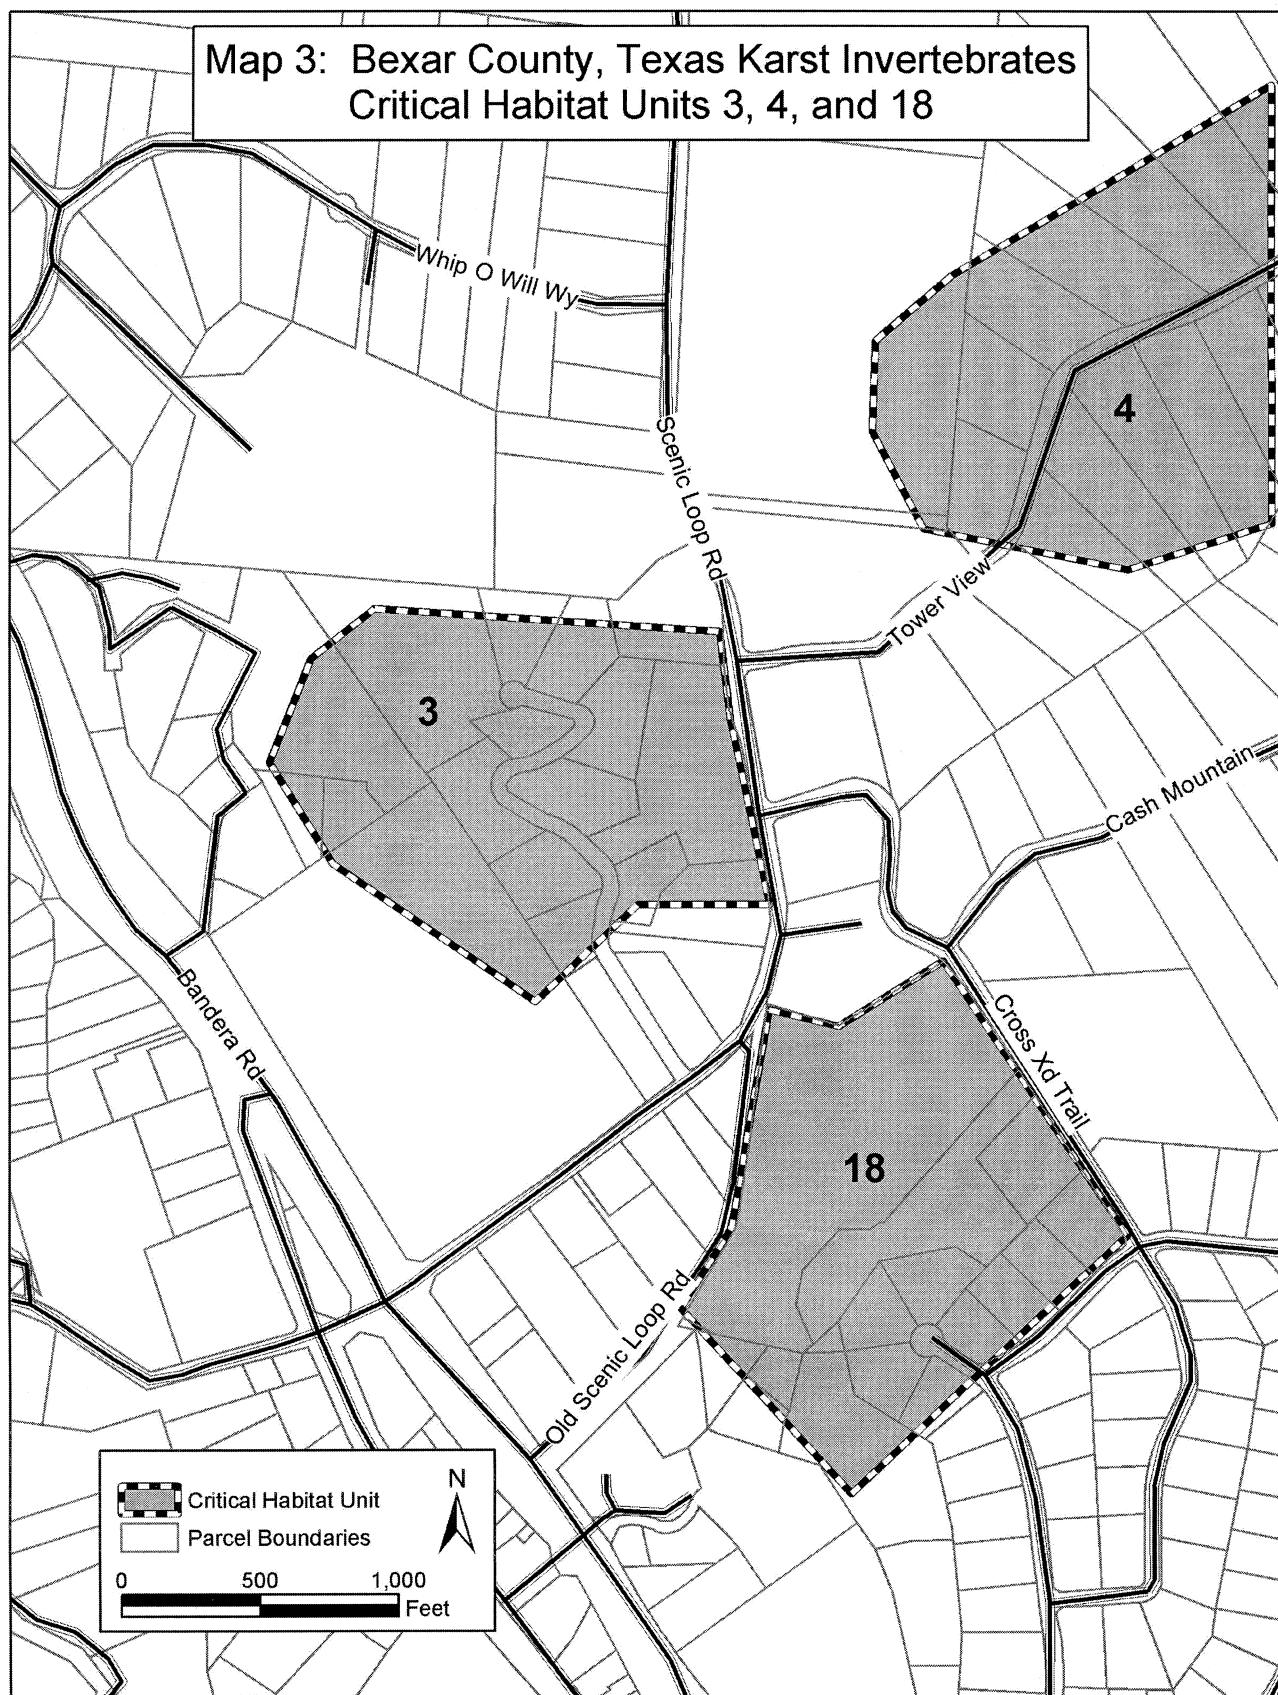 Map 3: Bexar County, Texas Karst Invertebrates
Critical Habitat Units 3, 4, and 18
Whip O Will Wy
Scenic Loop Rd
4
Tower View
3
Cash Mountain
Bandera Rd
Cross Xd Trail
18
Old Scenic Loop Rd
Critical Habitat Unit
Parcel Boundaries
N
0 500 1,000
Feet